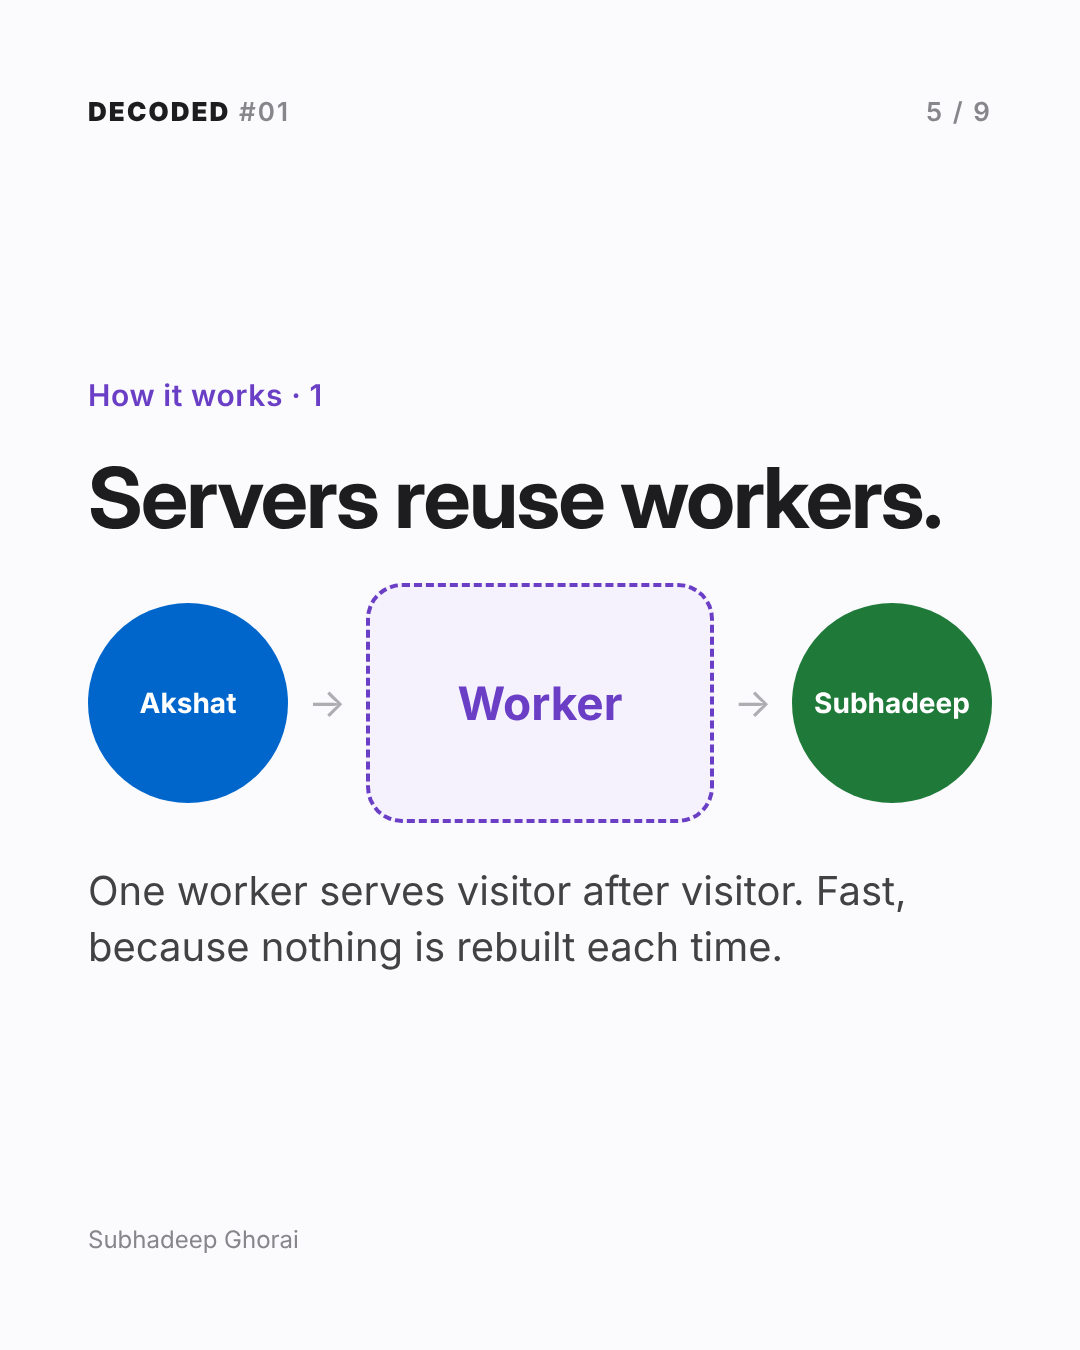 DECODED #01
5 / 9
How it works · 1
Servers reuse workers.
Akshat
→
Worker
→
Subhadeep
One worker serves visitor after visitor. Fast,
because nothing is rebuilt each time.
Subhadeep Ghorai